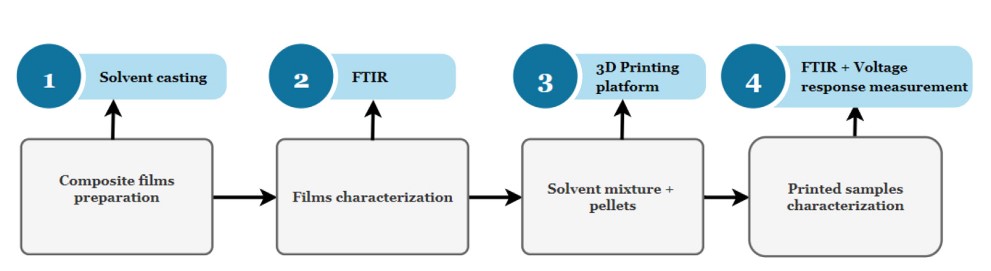 1
Solvent casting
2
FTIR
3
3D Printing
platform
4
FTIR + Voltage
response measurement
Composite films
preparation
Films characterization
Solvent mixture +
pellets
Printed samples
characterization